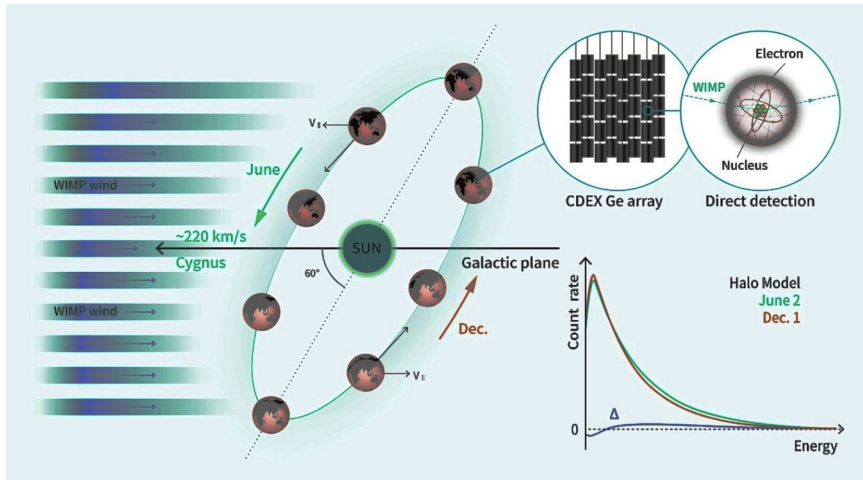 V॥
June
WIMP wind
~220 km/s
Cygnus
SUN
60°
Galactic plane
WIMP wind
Dec.
V॥
CDEX Ge array
WIMP
Electron
Nucleus
Direct detection
Count rate
Halo Model
June 2
Dec. 1
Δ
0
Energy